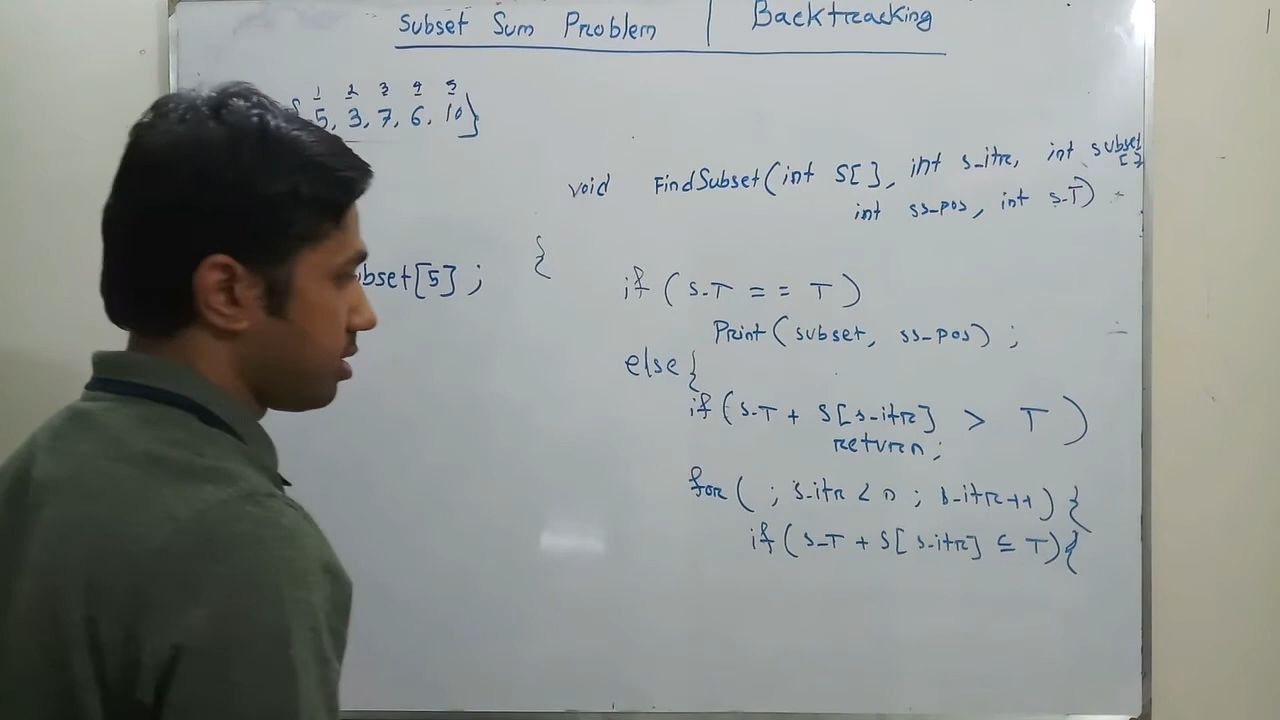 Subset Sum Problem | Backtracking
1 2 3 4 5
5, 3, 7, 6, 10}
void FindSubset(int S[], int s_itr, int subset[],
int ss_pos, int s_T)
bset[5];
{
if (s_T == T)
Print(subset, ss_pos);
else{
if (s_T + S[s_itr] > T)
return;
for( ; s_itr < n ; s_itr++){
if (s_T + S[s_itr] ≤ T){